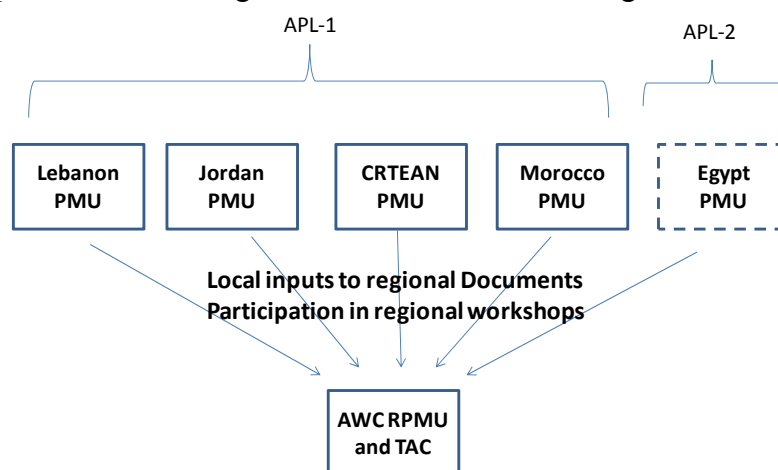 APL-1
APL-2
Lebanon
PMU
Jordan
PMU
CRTEAN
PMU
Morocco
PMU
Egypt
PMU
Local inputs to regional Documents
Participation in regional workshops
AWC RPMU
and TAC